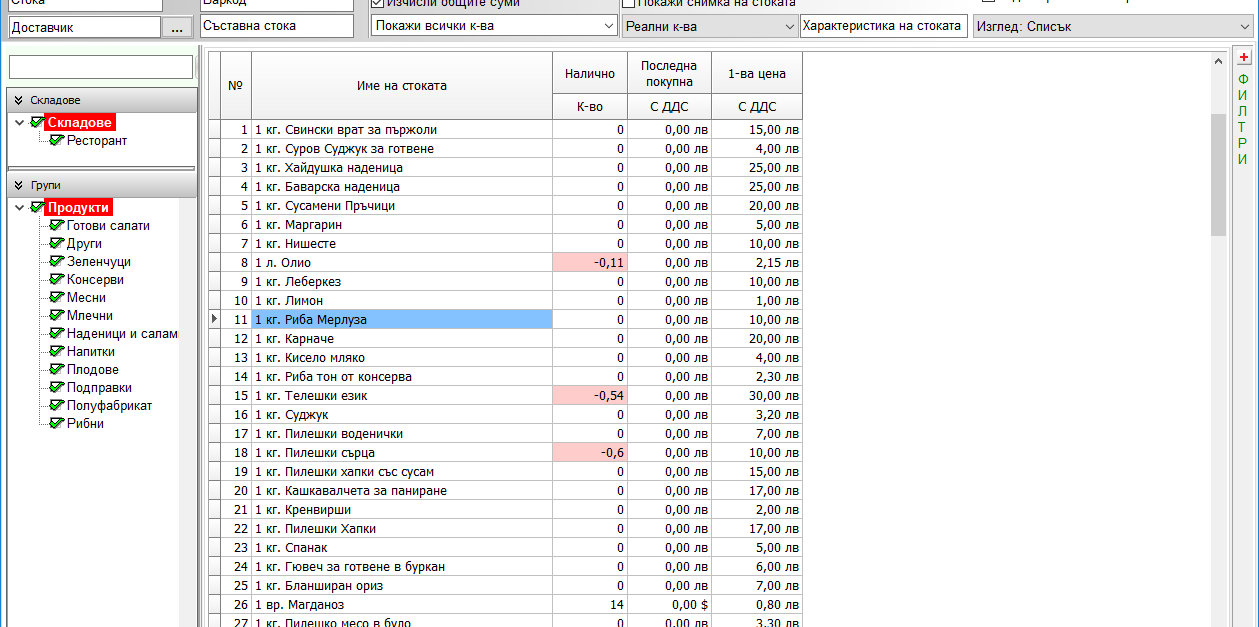 Стока
Баркод
Изчисли общите суми
Покажи снимка на стоката
Доставчик
...
Съставна стока
Покажи всички к-ва
Реални к-ва
Характеристика на стоката
Изглед: Списък
Складове
Складове
Ресторант
Групи
Продукти
Готови салати
Други
Зеленчуци
Консерви
Месни
Млечни
Наденици и салами
Напитки
Плодове
Подправки
Полуфабрикат
Рибни
№ Име на стоката Налично Последна покупна 1-ва цена
К-во С ДДС С ДДС
1 1 кг. Свински врат за пържоли 0 0,00 лв 15,00 лв
2 1 кг. Суров Суджук за готвене 0 0,00 лв 4,00 лв
3 1 кг. Хайдушка наденица 0 0,00 лв 25,00 лв
4 1 кг. Баварска наденица 0 0,00 лв 25,00 лв
5 1 кг. Сусамени Пръчици 0 0,00 лв 20,00 лв
6 1 кг. Маргарин 0 0,00 лв 5,00 лв
7 1 кг. Нишесте 0 0,00 лв 10,00 лв
8 1 л. Олио -0,11 0,00 лв 2,15 лв
9 1 кг. Леберкез 0 0,00 лв 10,00 лв
10 1 кг. Лимон 0 0,00 лв 1,00 лв
11 1 кг. Риба Мерлуза 0 0,00 лв 10,00 лв
12 1 кг. Карначе 0 0,00 лв 20,00 лв
13 1 кг. Кисело мляко 0 0,00 лв 4,00 лв
14 1 кг. Риба тон от консерва 0 0,00 лв 2,30 лв
15 1 кг. Телешки език -0,54 0,00 лв 30,00 лв
16 1 кг. Суджук 0 0,00 лв 3,20 лв
17 1 кг. Пилешки воденички 0 0,00 лв 7,00 лв
18 1 кг. Пилешки сърца -0,6 0,00 лв 10,00 лв
19 1 кг. Пилешки хапки със сусам 0 0,00 лв 15,00 лв
20 1 кг. Кашкавалчета за паниране 0 0,00 лв 17,00 лв
21 1 кг. Кренвирши 0 0,00 лв 2,00 лв
22 1 кг. Пилешки Хапки 0 0,00 лв 17,00 лв
23 1 кг. Спанак 0 0,00 лв 5,00 лв
24 1 кг. Гювеч за готвене в буркан 0 0,00 лв 6,00 лв
25 1 кг. Бланширан ориз 0 0,00 лв 7,00 лв
26 1 вр. Магданоз 14 0,00 $ 0,80 лв
27 1 кг. Пилешко месо в було 0 0,00 лв 3,30 лв
ФИЛТРИ